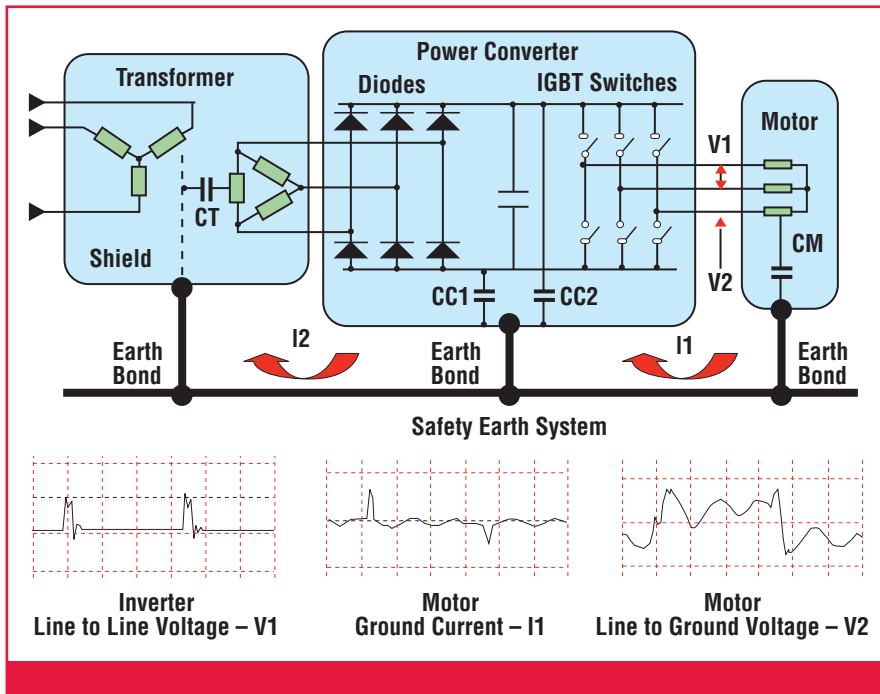 Power Converter
Transformer
Diodes
IGBT Switches
Motor
V1
CT
Shield
CC1
CC2
V2
CM
I2
I1
Earth
Bond
Earth
Bond
Earth
Bond
Safety Earth System
Inverter
Line to Line Voltage – V1
Motor
Ground Current – I1
Motor
Line to Ground Voltage – V2